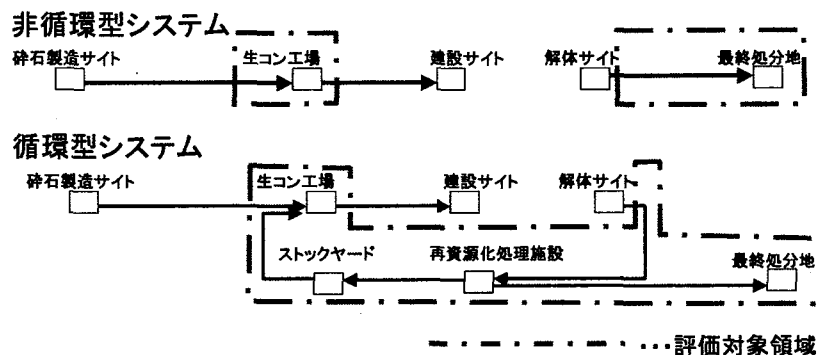 非循環型システム
砕石製造サイト 生コン工場 建設サイト 解体サイト 最終処分地
循環型システム
砕石製造サイト 生コン工場 建設サイト 解体サイト
ストックヤード 再資源化処理施設 最終処分地
・・・評価対象領域